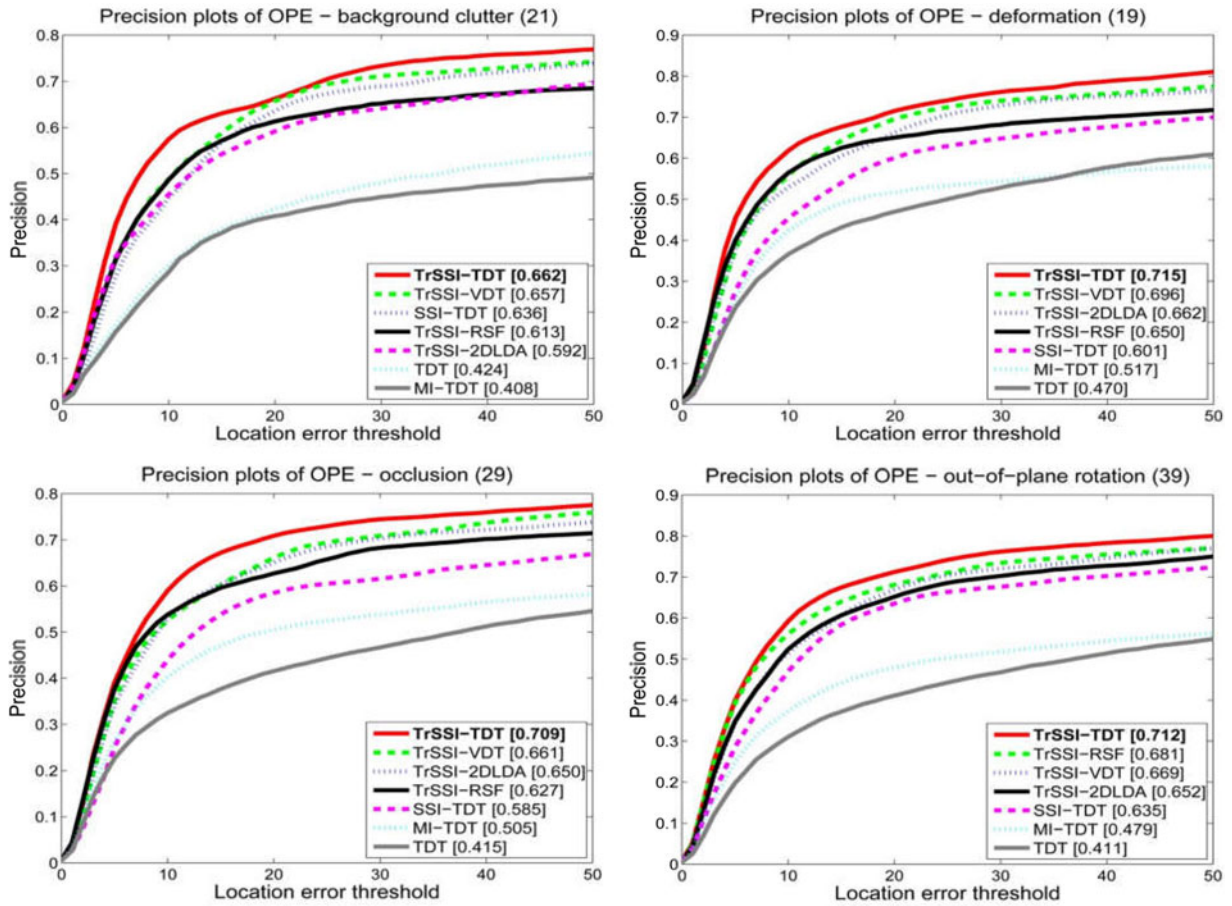 Precision plots of OPE − background clutter (21)
0.8
0.7
0.6
0.5
0.4
0.3
0.2
0.1
0
Precision
TrSSI−TDT [0.662]
TrSSI−VDT [0.657]
SSI−TDT [0.636]
TrSSI−RSF [0.613]
TrSSI−2DLDA [0.592]
TDT [0.424]
MI−TDT [0.408]
0 10 20 30 40 50
Location error threshold
Precision plots of OPE − deformation (19)
0.9
0.8
0.7
0.6
0.5
0.4
0.3
0.2
0.1
0
Precision
TrSSI−TDT [0.715]
TrSSI−VDT [0.696]
TrSSI−2DLDA [0.662]
TrSSI−RSF [0.650]
SSI−TDT [0.601]
MI−TDT [0.517]
TDT [0.470]
0 10 20 30 40 50
Location error threshold
Precision plots of OPE − occlusion (29)
0.8
0.7
0.6
0.5
0.4
0.3
0.2
0.1
0
Precision
TrSSI−TDT [0.709]
TrSSI−VDT [0.661]
TrSSI−2DLDA [0.650]
TrSSI−RSF [0.627]
SSI−TDT [0.585]
MI−TDT [0.505]
TDT [0.415]
0 10 20 30 40 50
Location error threshold
Precision plots of OPE − out−of−plane rotation (39)
0.9
0.8
0.7
0.6
0.5
0.4
0.3
0.2
0.1
0
Precision
TrSSI−TDT [0.712]
TrSSI−RSF [0.681]
TrSSI−VDT [0.669]
TrSSI−2DLDA [0.652]
SSI−TDT [0.635]
MI−TDT [0.479]
TDT [0.411]
0 10 20 30 40 50
Location error threshold